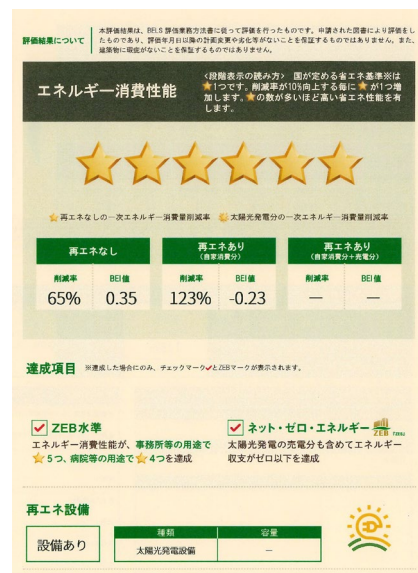 評価結果について
本評価結果は、BELS 評価業務方法書に従って評価を行ったものです。申請された図書により評価をし
たものであり、評価年月日以降の計画変更や劣化等がないことを保証するものではありません。また、
建築物に瑕疵がないことを保証するものではありません。
エネルギー消費性能
<段階表示の読み方> 国が定める省エネ基準※は
★1つです。削減率が10%向上する毎に★が1つ増
加します。★の数が多いほど高い省エネ性能を有
します。
再エネなしの一次エネルギー消費量削減率 太陽光発電分の一次エネルギー消費量削減率
再エネなし
削減率 BEI値
65% 0.35
再エネあり
(自家消費分)
削減率 BEI値
123% -0.23
再エネあり
(自家消費分+売電分)
削減率 BEI値
— —
達成項目 ※達成した場合にのみ、チェックマーク✓とZEBマークが表示されます。
ZEB水準
エネルギー消費性能が、事務所等の用途で
★5つ、病院等の用途で★4つを達成
ネット・ゼロ・エネルギー ZEB
太陽光発電の売電分も含めてエネルギー
収支がゼロ以下を達成
再エネ設備
設備あり
種類 容量
太陽光発電設備 —